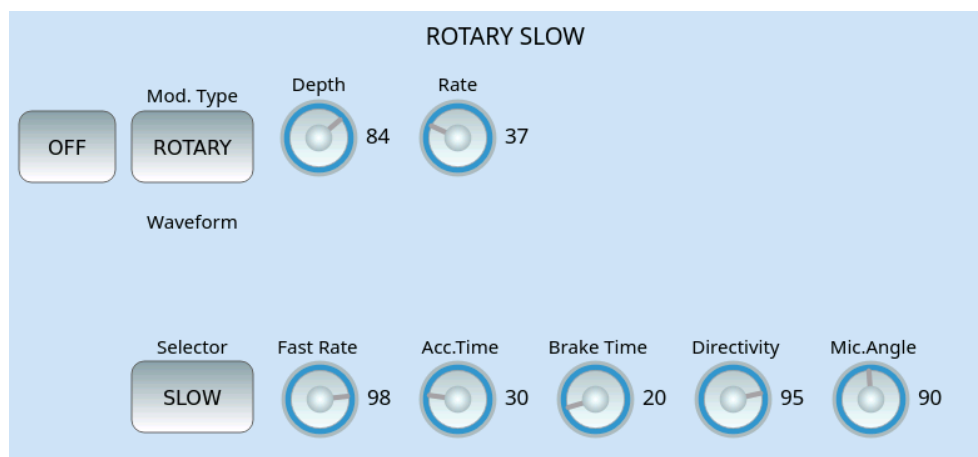 ROTARY SLOW
Mod. Type Depth Rate
OFF ROTARY 84 37
Waveform
Selector Fast Rate Acc.Time Brake Time Directivity Mic.Angle
SLOW 98 30 20 95 90